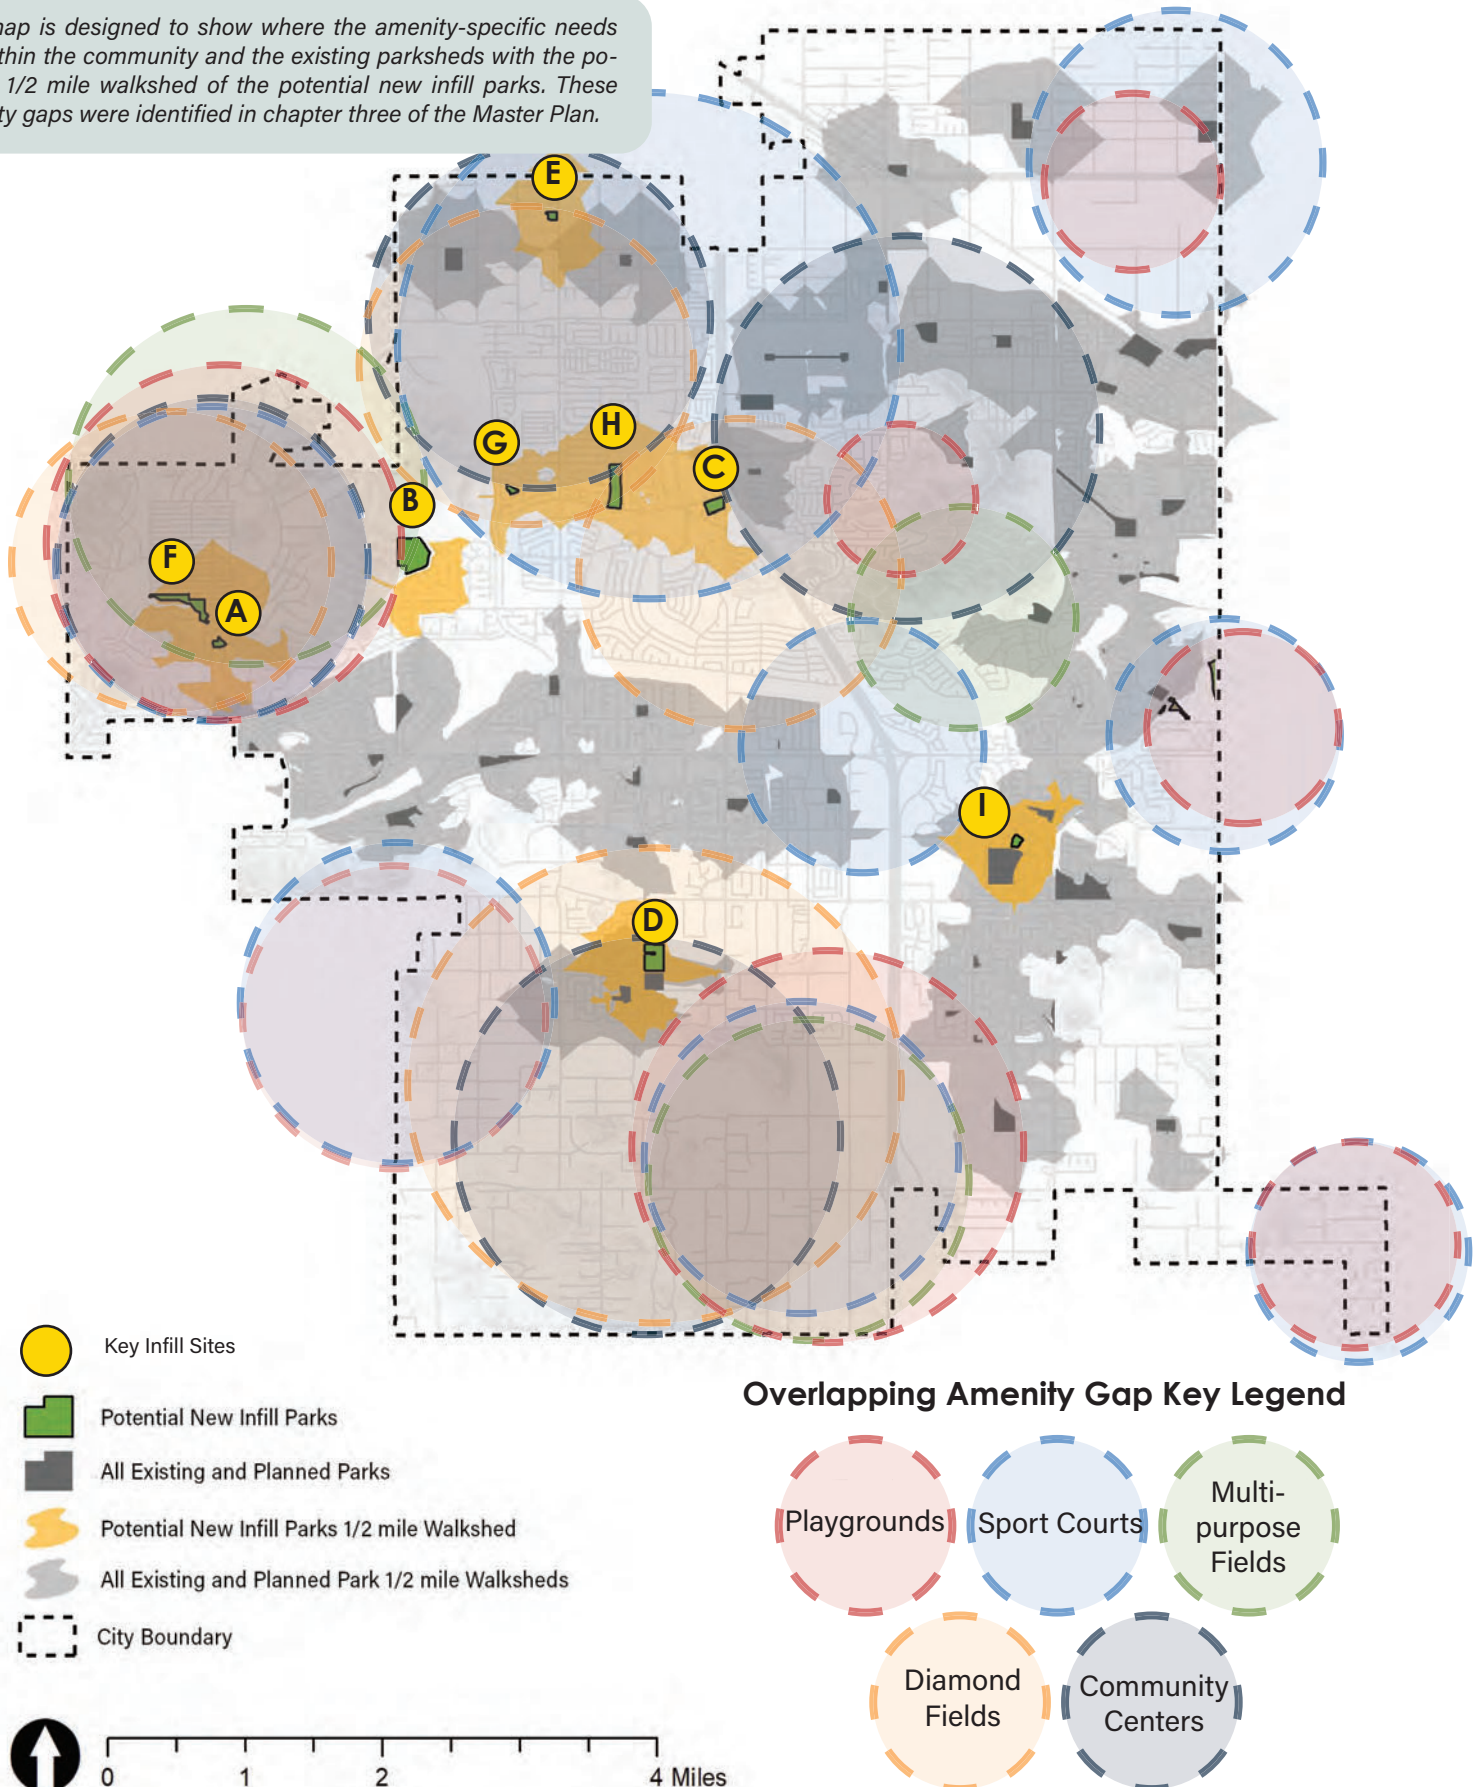 map is designed to show where the amenity-specific needs
thin the community and the existing parksheds with the po-
1/2 mile walkshed of the potential new infill parks. These
ty gaps were identified in chapter three of the Master Plan.
E
H
G
C
B
F
A
I
D
Key Infill Sites
Potential New Infill Parks
All Existing and Planned Parks
Potential New Infill Parks 1/2 mile Walkshed
All Existing and Planned Park 1/2 mile Walksheds
City Boundary
0 1 2 4 Miles
Overlapping Amenity Gap Key Legend
Playgrounds
Sport Courts
Multi-
purpose
Fields
Diamond
Fields
Community
Centers